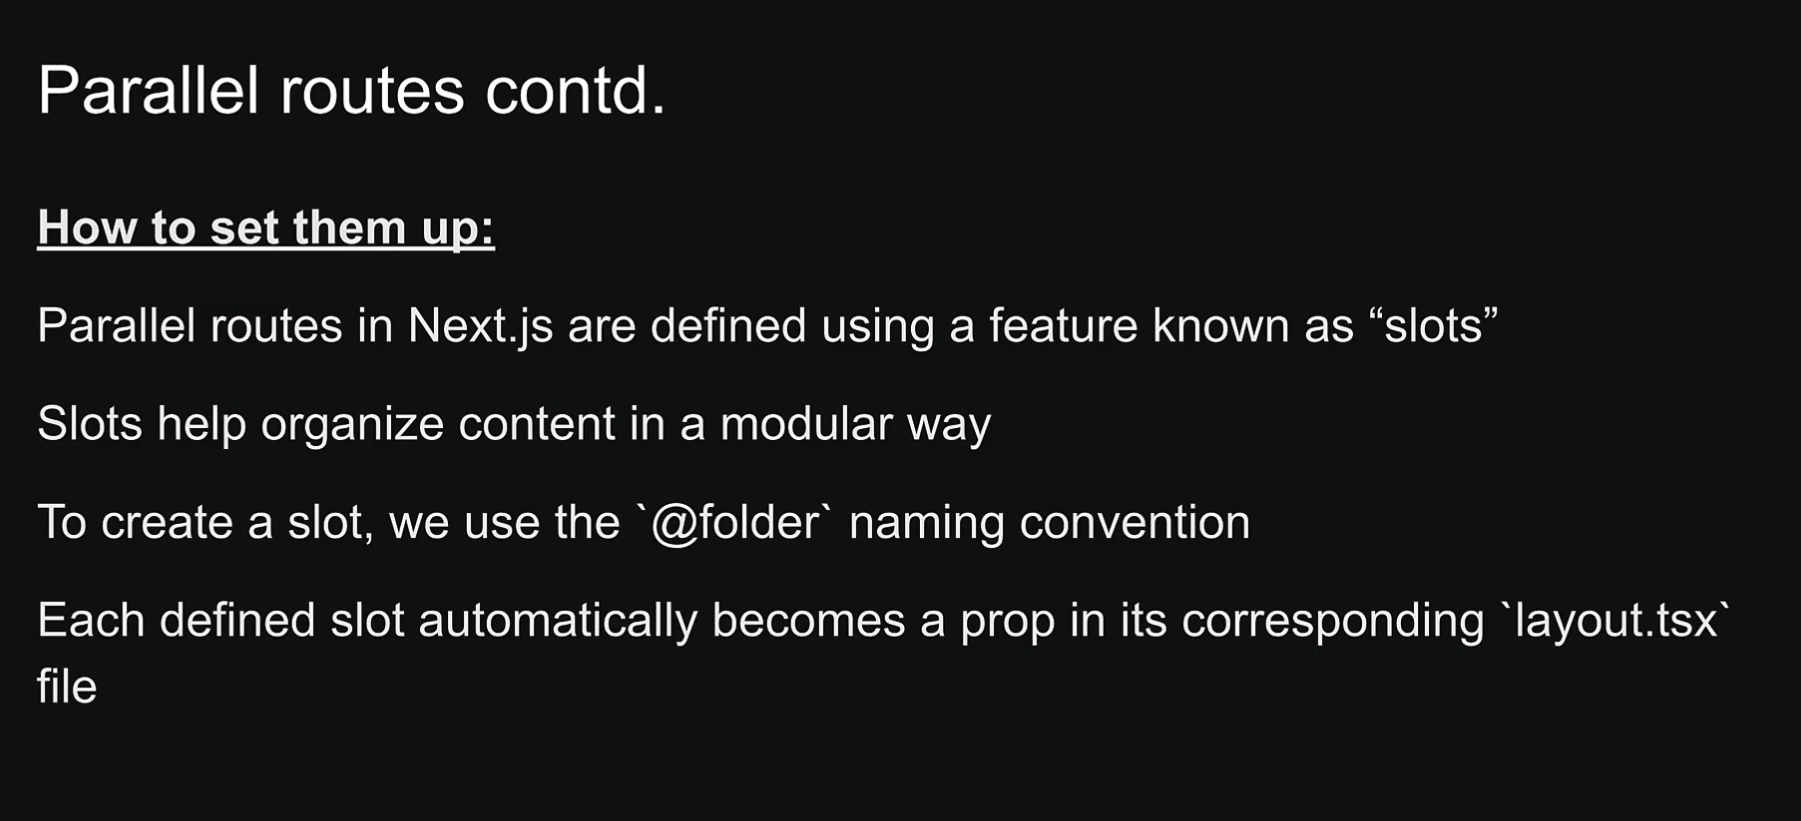 Parallel routes contd.
How to set them up:
Parallel routes in Next.js are defined using a feature known as “slots”
Slots help organize content in a modular way
To create a slot, we use the `@folder` naming convention
Each defined slot automatically becomes a prop in its corresponding `layout.tsx`
file